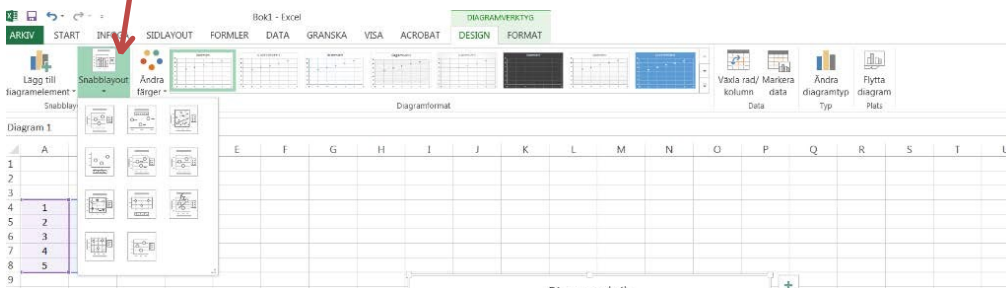 Bok1 - Excel
DIAGRAMVERKTYG
ARKIV START INFOGA SIDLAYOUT FORMLER DATA GRANSKA VISA ACROBAT DESIGN FORMAT
Lägg till diagramelement
Snabblayout
Ändra färger
Växla rad/ kolumn
Markera data
Ändra diagramtyp
Flytta diagram
Diagramformat
Data
Typ
Plats
Diagram 1
A E F G H I J K L M N O P Q R S T
1
2
3
4 1
5 2
6 3
7 4
8 5
9